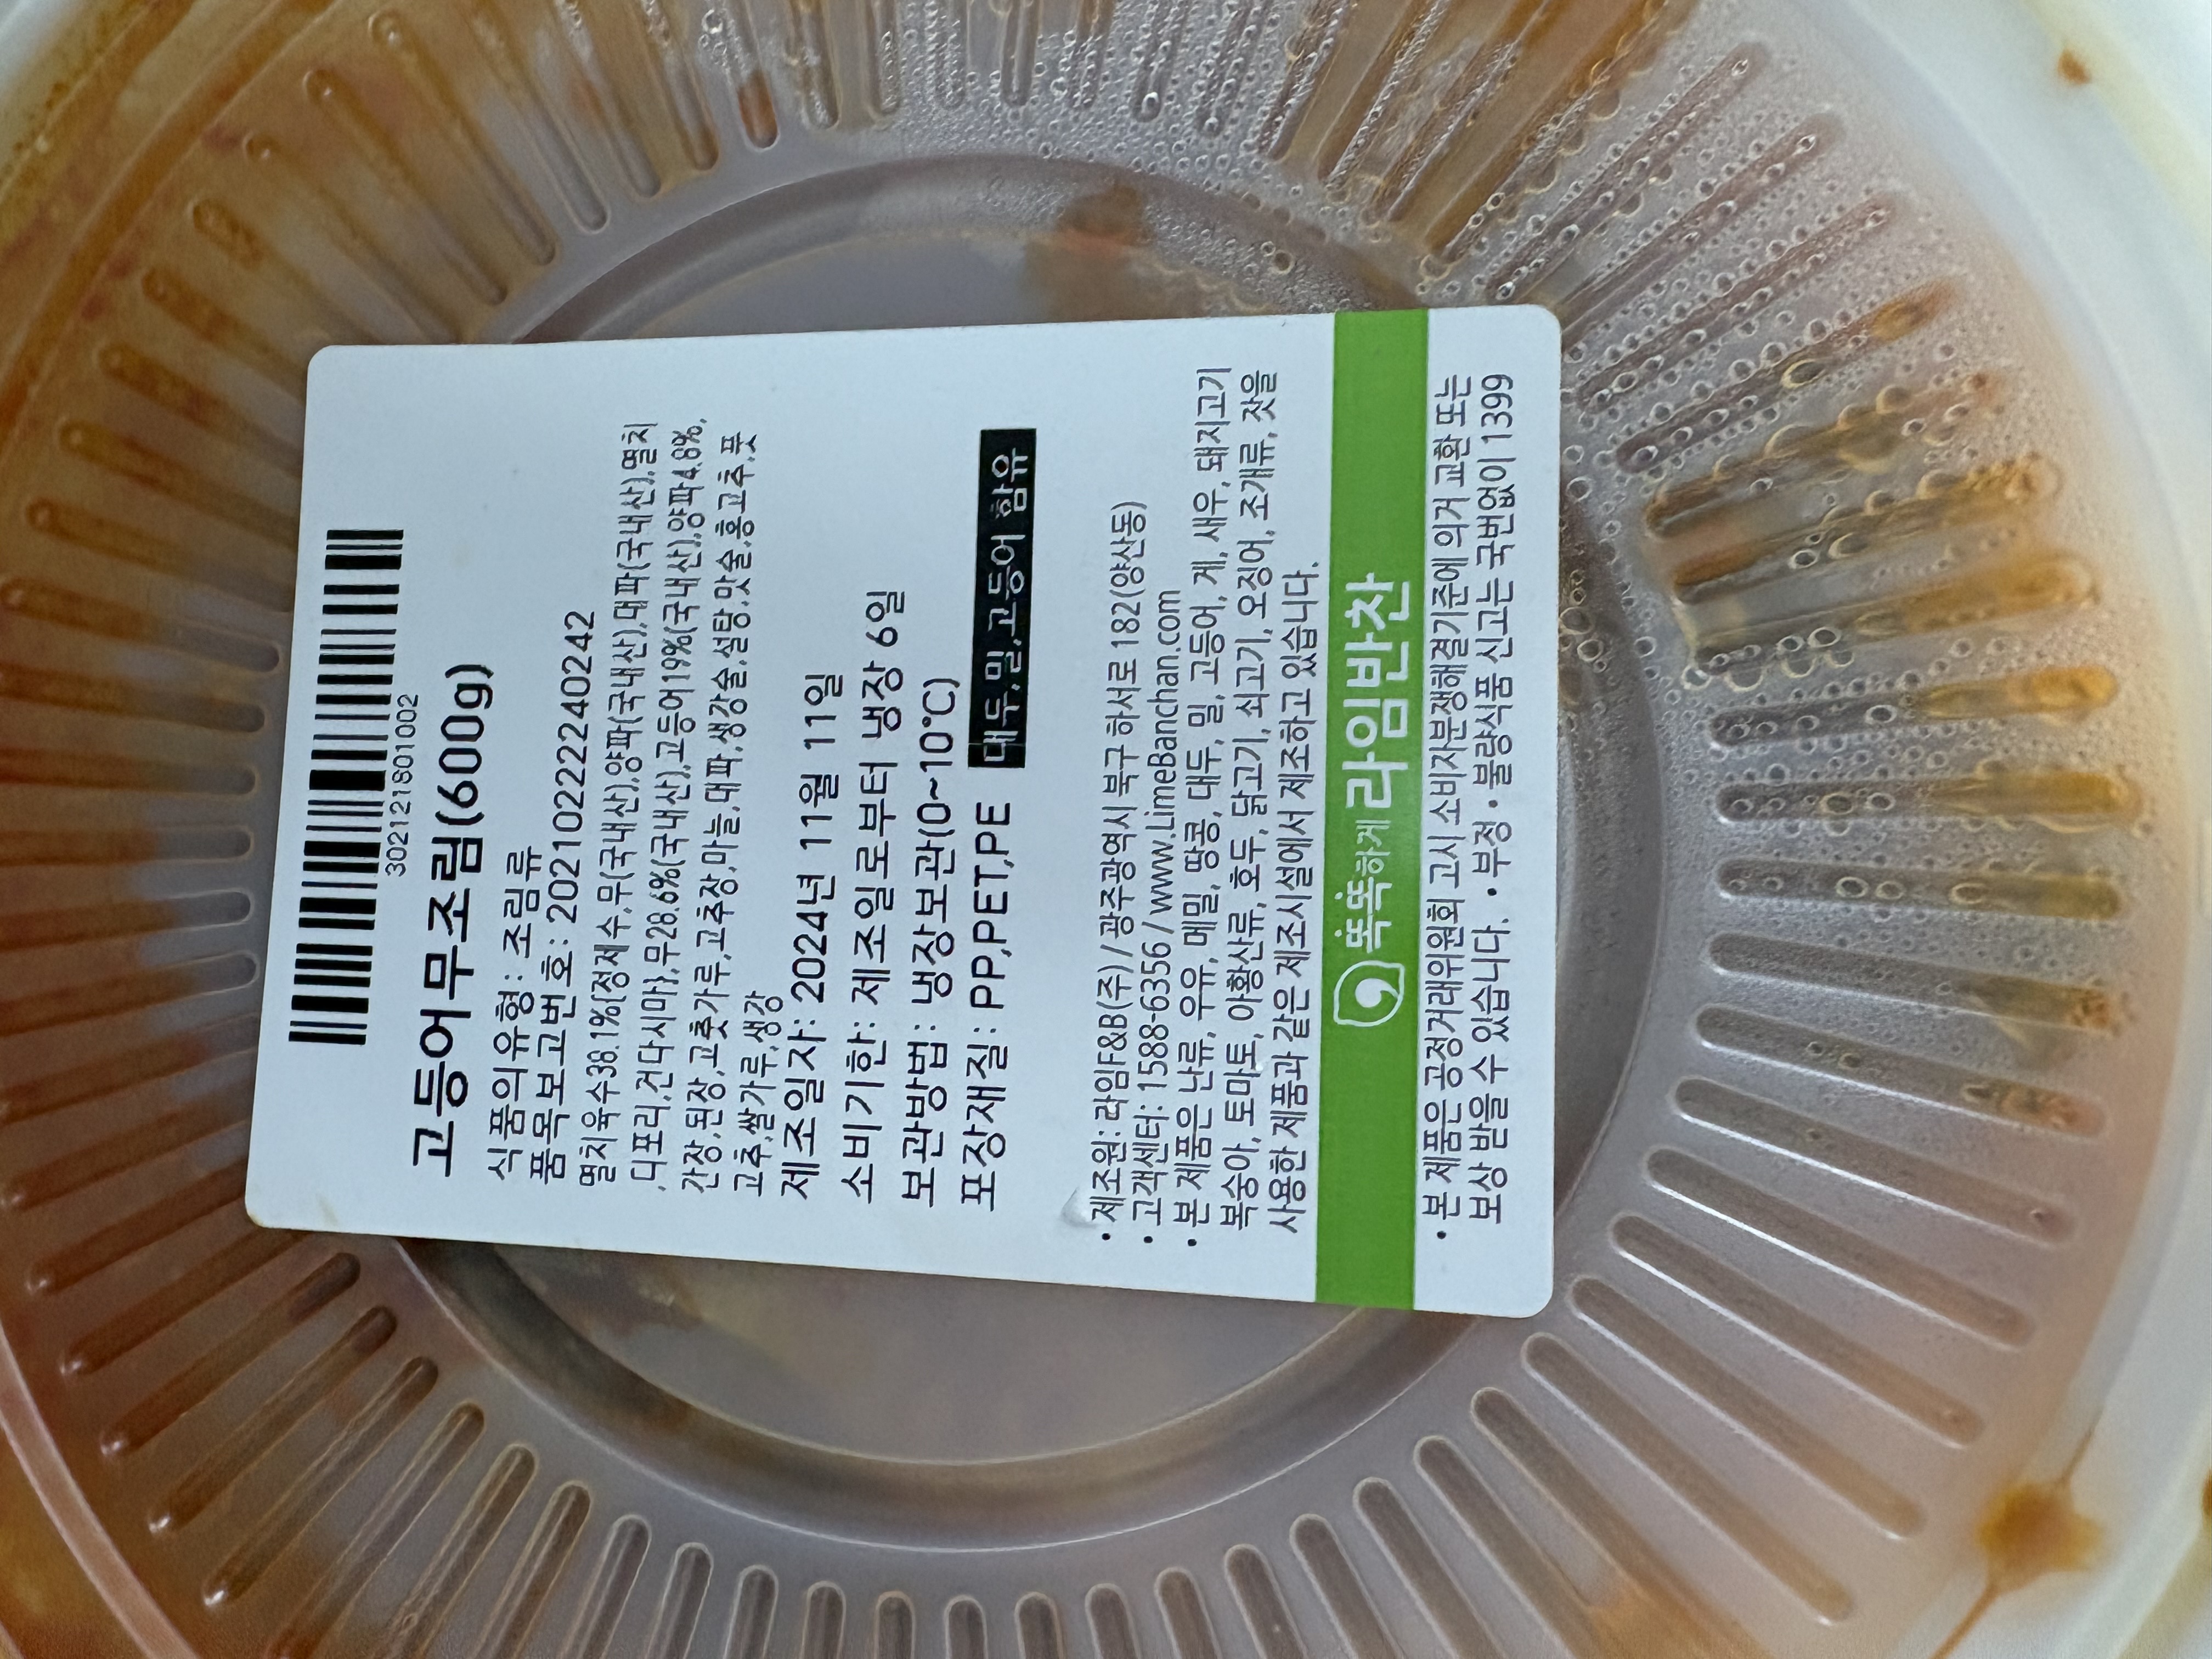 302121801002
고등어무조림(600g)
식품의유형: 조림류
품목보고번호: 20210222240242
멸치육수38.1%{정제수,무(국내산),양파(국내산),대파(국내산),멸치
,디포리,건다시마},무28.6%(국내산),고등어19%(국내산),양파4.8%,
간장,된장,고춧가루,고추장,마늘,대파,생강술,설탕,맛술,홍고추,풋
고추,쌀가루,생강
제조일자: 2024년 11월 11일
소비기한: 제조일로부터 냉장 6일
보관방법: 냉장보관(0~10℃)
포장재질: PP,PET,PE 대두,밀,고등어 함유
• 제조원: 라임F&B(주) / 광주광역시 북구 하서로 182(양산동)
• 고객센터: 1588-6356 / www.LimeBanchan.com
• 본 제품은 난류, 우유, 메밀, 땅콩, 대두, 밀, 고등어, 게, 새우, 돼지고기
복숭아, 토마토, 아황산류, 호두, 닭고기, 쇠고기, 오징어, 조개류, 잣을
사용한 제품과 같은 제조시설에서 제조하고 있습니다.
똑똑하게 라임반찬
• 본 제품은 공정거래위원회 고시 소비자분쟁해결기준에 의거 교환 또는
보상 받을 수 있습니다. • 부정 • 불량식품 신고는 국번없이 1399